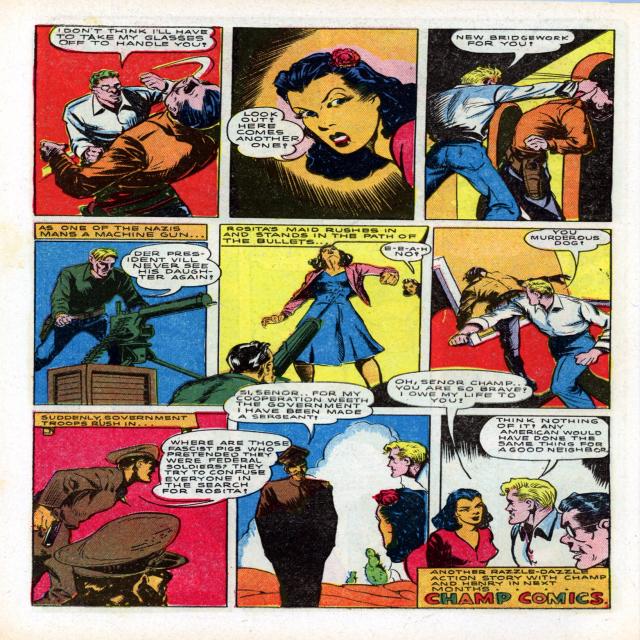 I DON'T THINK I'LL HAVE
TO TAKE MY GLASSES
OFF TO HANDLE YOU!
LOOK
OUT! HERE
COMES
ANOTHER
ONE!
NEW BRIDGEWORK
FOR YOU!
AS ONE OF THE NAZIS
MANS A MACHINE GUN...
DER PRES-
IDENT VILL
NEVER SEE
HIS DAUGH-
TER AGAIN!
ROSITA'S MAID RUSHES IN
AND STANDS IN THE PATH OF
THE BULLETS...
E-E-A-H
NO!
YOU
MURDEROUS
DOG!
SUDDENLY, GOVERNMENT
TROOPS RUSH IN...
WHERE ARE THOSE
FASCIST PIGS WHO
PRETENDED THEY
WERE FEDERAL
SOLDIERS? THEY
TRY TO CONFUSE
EVERYONE IN
THE SEARCH
FOR ROSITA!
SI, SENOR.. FOR MY
COOPERATION WEETH
THE GOVERNMENT
I HAVE BEEN MADE
A SERGEANT!
OH, SENOR CHAMP...
YOU ARE SO BRAVE!
I OWE MY LIFE TO
YOU!
THINK NOTHING
OF IT! ANY
AMERICAN WOULD
HAVE DONE THE
SAME THING FOR
A GOOD NEIGHBOR.
ANOTHER RAZZLE-DAZZLE
ACTION STORY WITH CHAMP
AND HENRY IN NEXT
MONTHS
CHAMP COMICS.